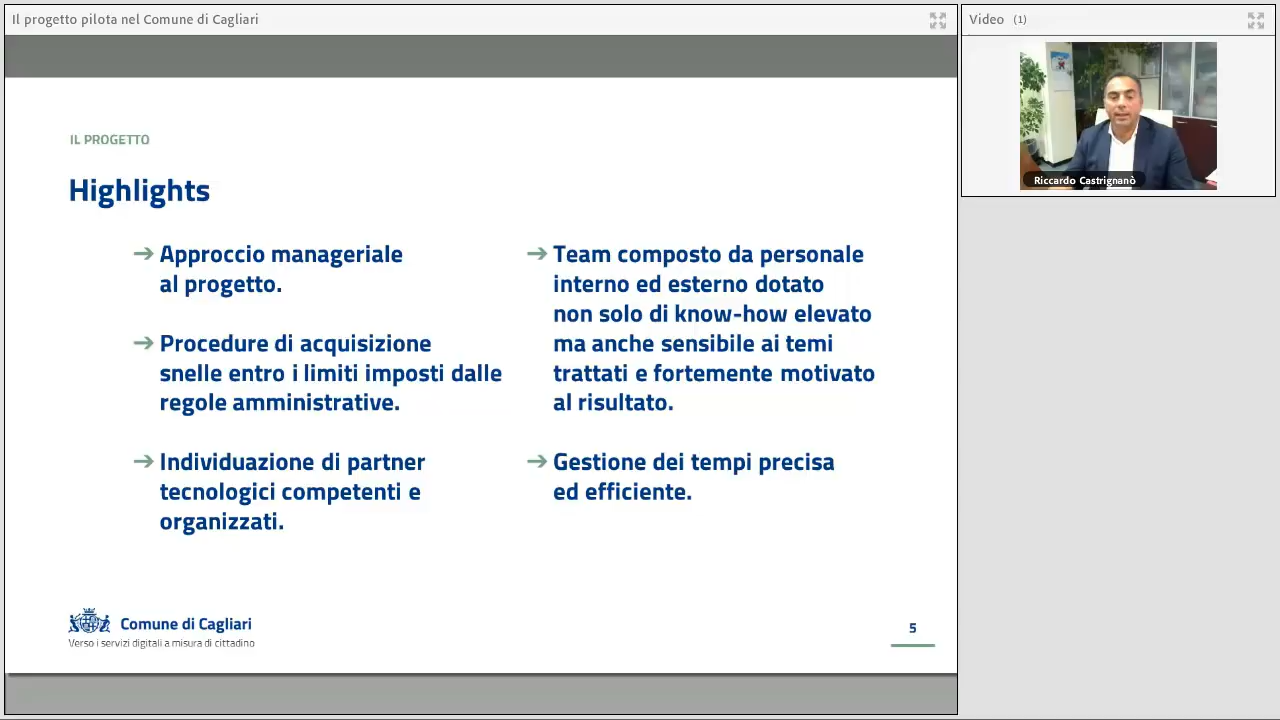 Il progetto pilota nel Comune di Cagliari
Video (1)
Riccardo Castrignanò
IL PROGETTO
Highlights
→ Approccio manageriale
al progetto.
→ Procedure di acquisizione
snelle entro i limiti imposti dalle
regole amministrative.
→ Individuazione di partner
tecnologici competenti e
organizzati.
→ Team composto da personale
interno ed esterno dotato
non solo di know-how elevato
ma anche sensibile ai temi
trattati e fortemente motivato
al risultato.
→ Gestione dei tempi precisa
ed efficiente.
Comune di Cagliari
Verso i servizi digitali a misura di cittadino
5